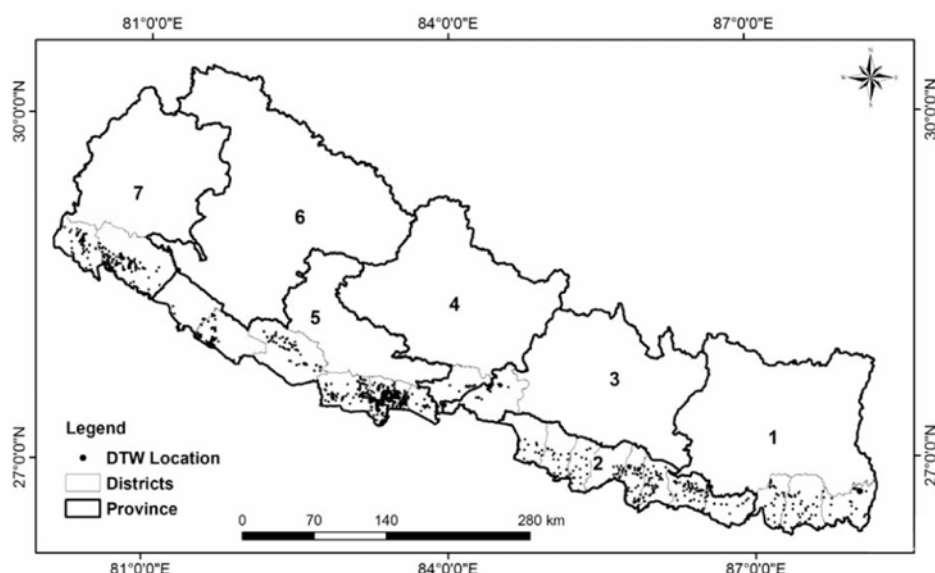 81°0'0"E 84°0'0"E 87°0'0"E
N
W E
S
30°0'0"N 30°0'0"N
7
6
5
4
3
1
2
27°0'0"N 27°0'0"N
Legend
DTW Location
Districts
Province
0 70 140 280 km
81°0'0"E 84°0'0"E 87°0'0"E